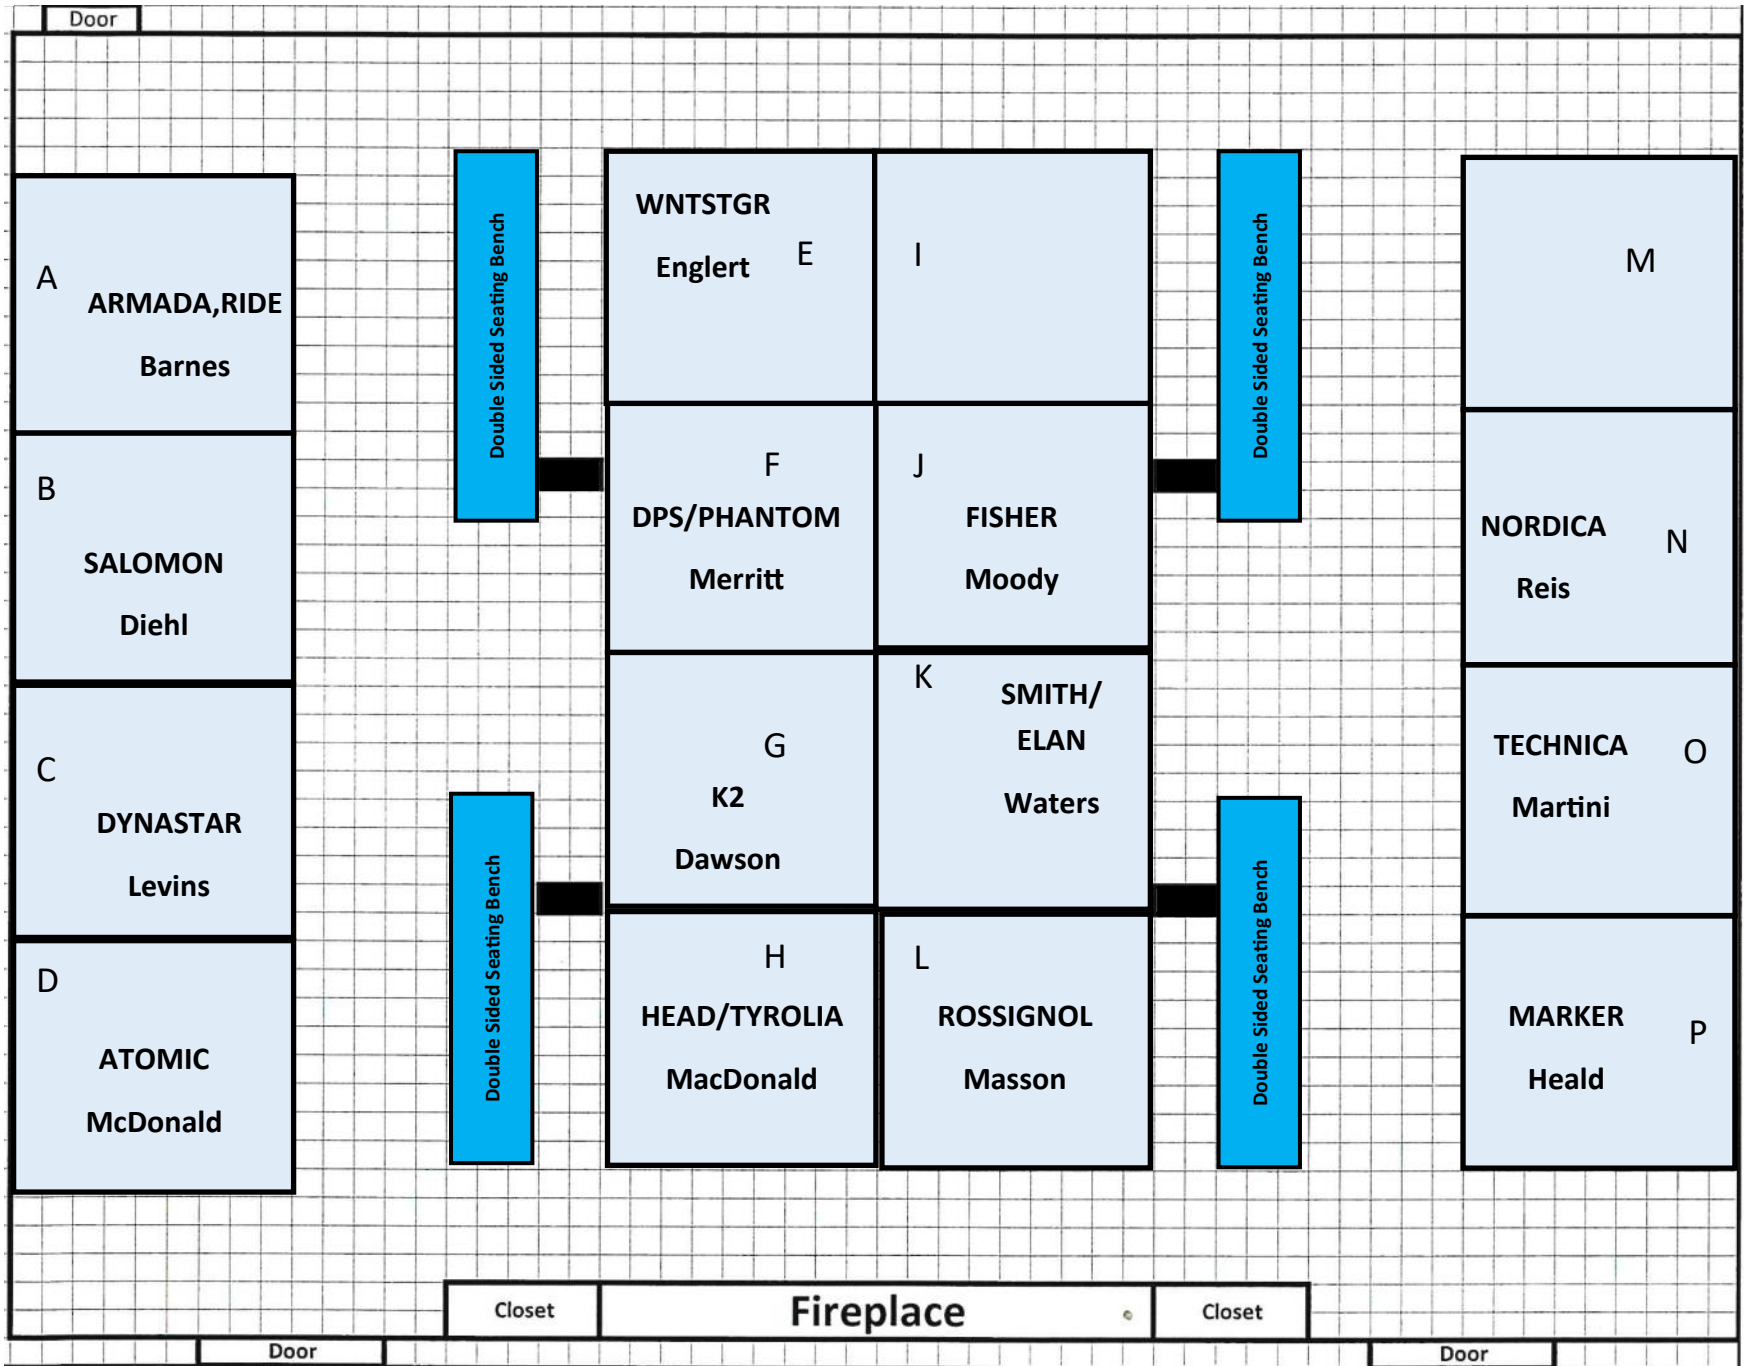 Door
A
ARMADA,RIDE
Barnes
B
SALOMON
Diehl
C
DYNASTAR
Levins
D
ATOMIC
McDonald
Double Sided Seating Bench
Double Sided Seating Bench
WNTSTGR
Englert
E
F
DPS/PHANTOM
Merritt
G
K2
Dawson
H
HEAD/TYROLIA
MacDonald
I
J
FISHER
Moody
K
SMITH/
ELAN
Waters
L
ROSSIGNOL
Masson
Double Sided Seating Bench
Double Sided Seating Bench
M
NORDICA
N
Reis
TECHNICA
O
Martini
MARKER
P
Heald
Closet
Fireplace
Closet
Door
Door